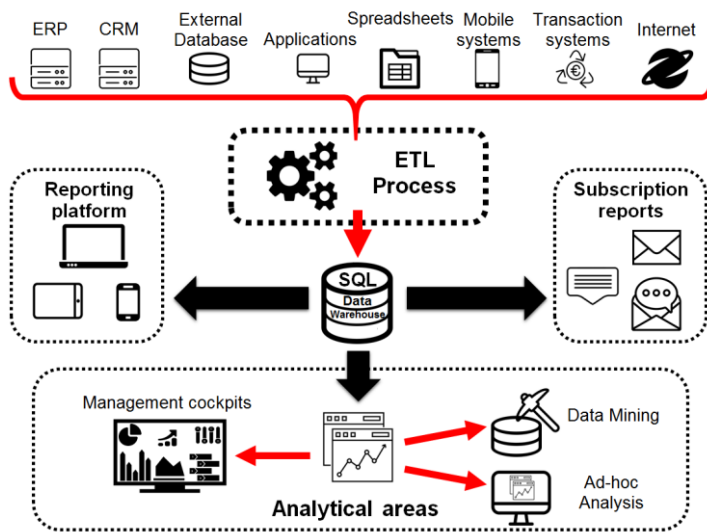 ERP
CRM
External
Database
Applications
Spreadsheets
Mobile
systems
Transaction
systems
Internet
ETL
Process
Reporting
platform
Subscription
reports
SQL
Data
Warehouse
Management cockpits
Data Mining
Ad-hoc
Analysis
Analytical areas